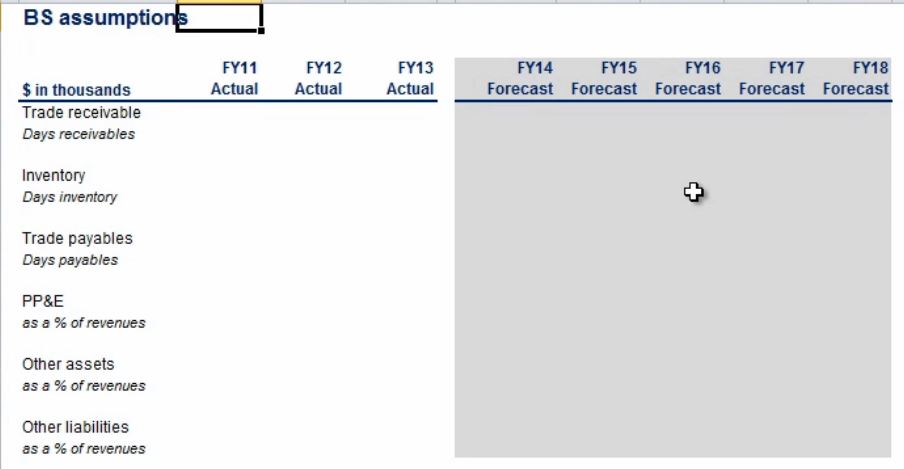 BS assumptions
FY11 FY12 FY13 FY14 FY15 FY16 FY17 FY18
$ in thousands Actual Actual Actual Forecast Forecast Forecast Forecast Forecast
Trade receivable
Days receivables
Inventory
Days inventory
Trade payables
Days payables
PP&E
as a % of revenues
Other assets
as a % of revenues
Other liabilities
as a % of revenues